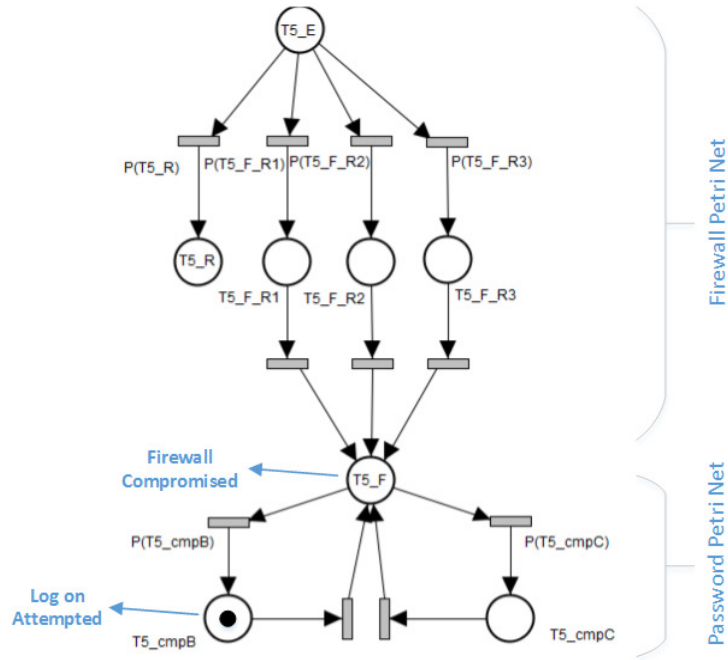 T5_E
P(T5_R)
P(T5_F_R1)
P(T5_F_R2)
P(T5_F_R3)
T5_R
T5_F_R1
T5_F_R2
T5_F_R3
Firewall Petri Net
Firewall
Compromised
T5_F
P(T5_cmpB)
P(T5_cmpC)
Log on
Attempted
T5_cmpB
T5_cmpC
Password Petri Net